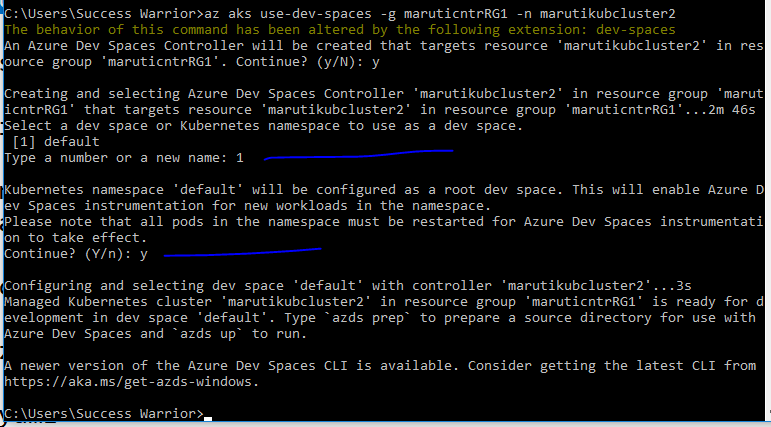 C:\Users\Success Warrior>az aks use-dev-spaces -g maruticntrRG1 -n marutikubcluster2
The behavior of this command has been altered by the following extension: dev-spaces
An Azure Dev Spaces Controller will be created that targets resource 'marutikubcluster2' in res
ource group 'maruticntrRG1'. Continue? (y/N): y
Creating and selecting Azure Dev Spaces Controller 'marutikubcluster2' in resource group 'marut
icntrRG1' that targets resource 'marutikubcluster2' in resource group 'maruticntrRG1'...2m 46s
Select a dev space or Kubernetes namespace to use as a dev space.
[1] default
Type a number or a new name: 1
Kubernetes namespace 'default' will be configured as a root dev space. This will enable Azure D
ev Spaces instrumentation for new workloads in the namespace.
Please note that all pods in the namespace must be restarted for Azure Dev Spaces instrumentati
on to take effect.
Continue? (Y/n): y
Configuring and selecting dev space 'default' with controller 'marutikubcluster2'...3s
Managed Kubernetes cluster 'marutikubcluster2' in resource group 'maruticntrRG1' is ready for d
evelopment in dev space 'default'. Type `azds prep` to prepare a source directory for use with
Azure Dev Spaces and `azds up` to run.
A newer version of the Azure Dev Spaces CLI is available. Consider getting the latest CLI from
https://aka.ms/get-azds-windows.
C:\Users\Success Warrior>